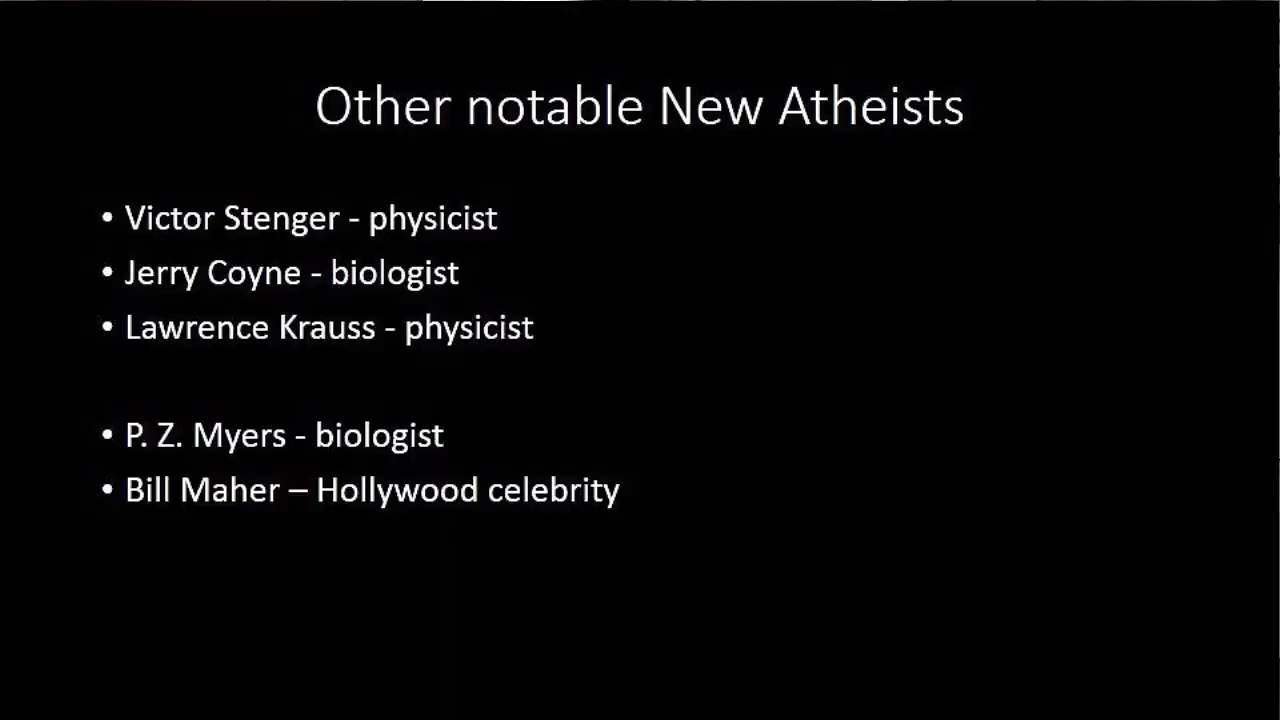 Other notable New Atheists
• Victor Stenger - physicist
• Jerry Coyne - biologist
• Lawrence Krauss - physicist
• P. Z. Myers - biologist
• Bill Maher – Hollywood celebrity